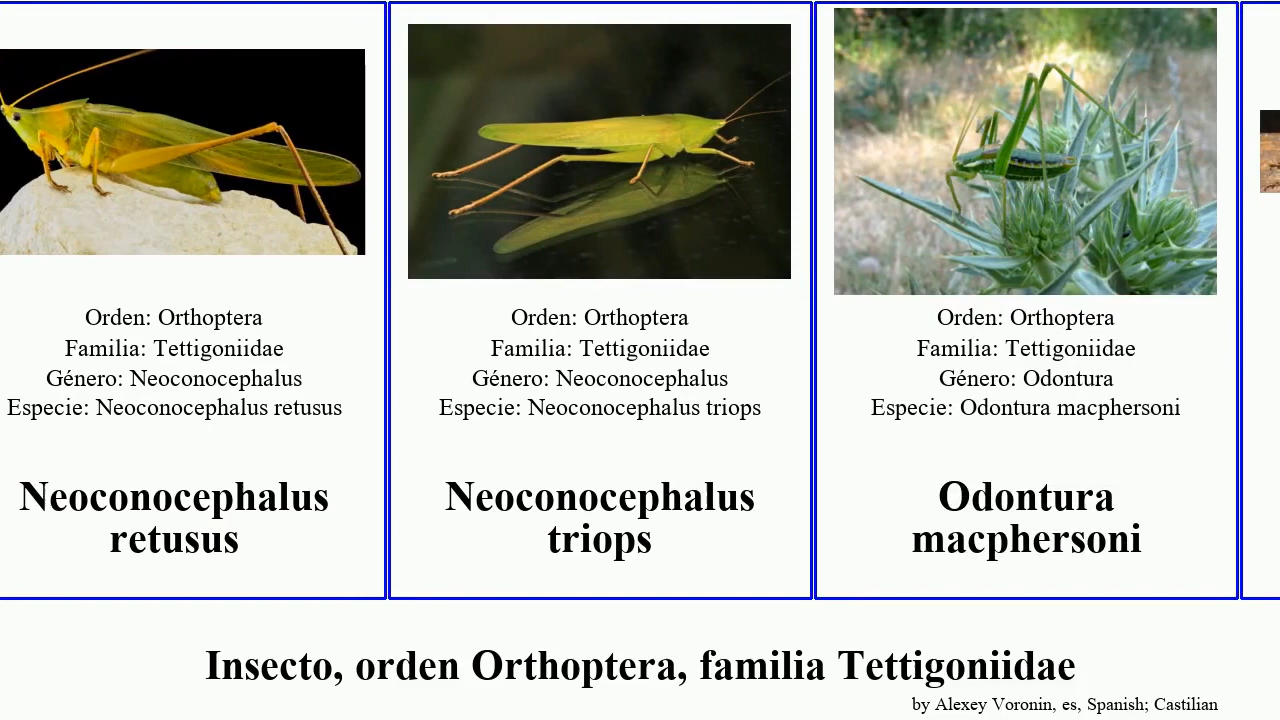 Orden: Orthoptera
Familia: Tettigoniidae
Género: Neoconocephalus
Especie: Neoconocephalus retusus
Neoconocephalus
retusus
Orden: Orthoptera
Familia: Tettigoniidae
Género: Neoconocephalus
Especie: Neoconocephalus triops
Neoconocephalus
triops
Orden: Orthoptera
Familia: Tettigoniidae
Género: Odontura
Especie: Odontura macphersoni
Odontura
macphersoni
Insecto, orden Orthoptera, familia Tettigoniidae
by Alexey Voronin, es, Spanish; Castilian